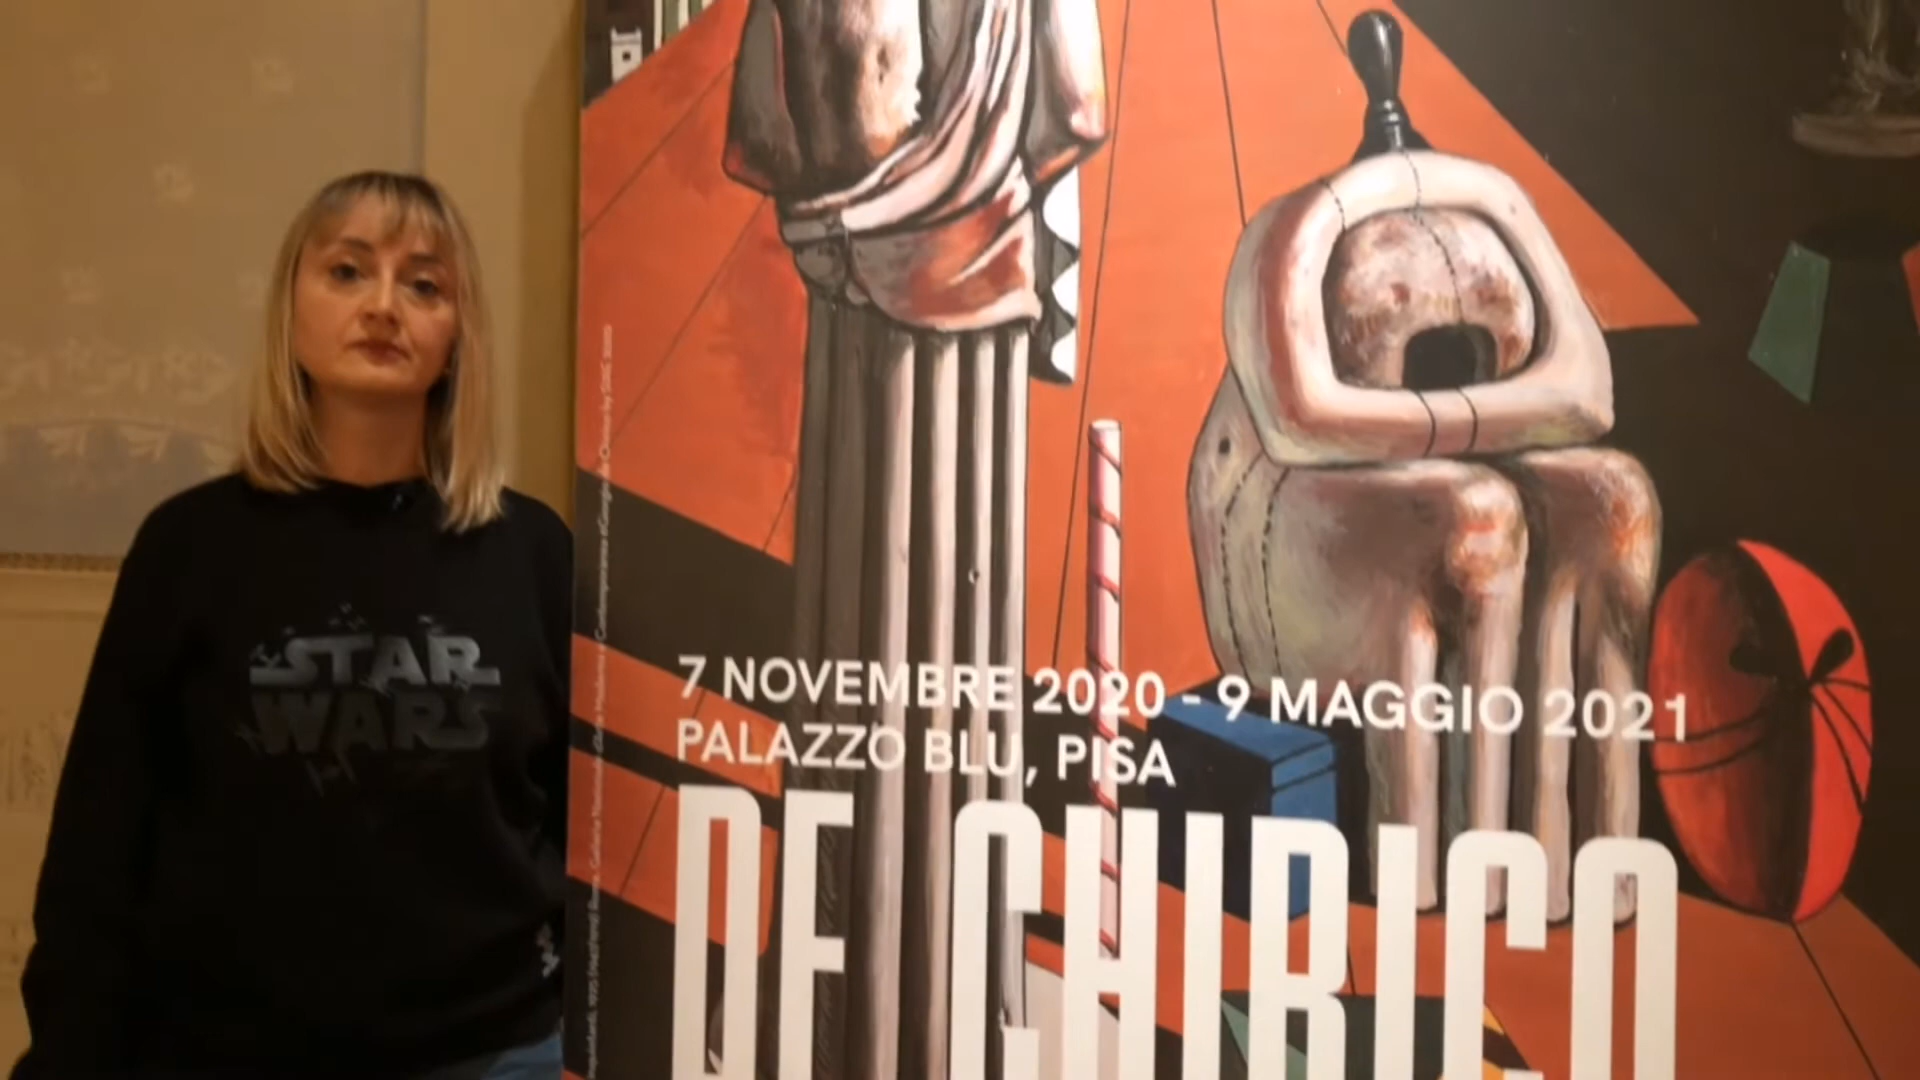 STAR
WARS
7 NOVEMBRE 2020 - 9 MAGGIO 2021
PALAZZO BLU, PISA
DE CHIRICO